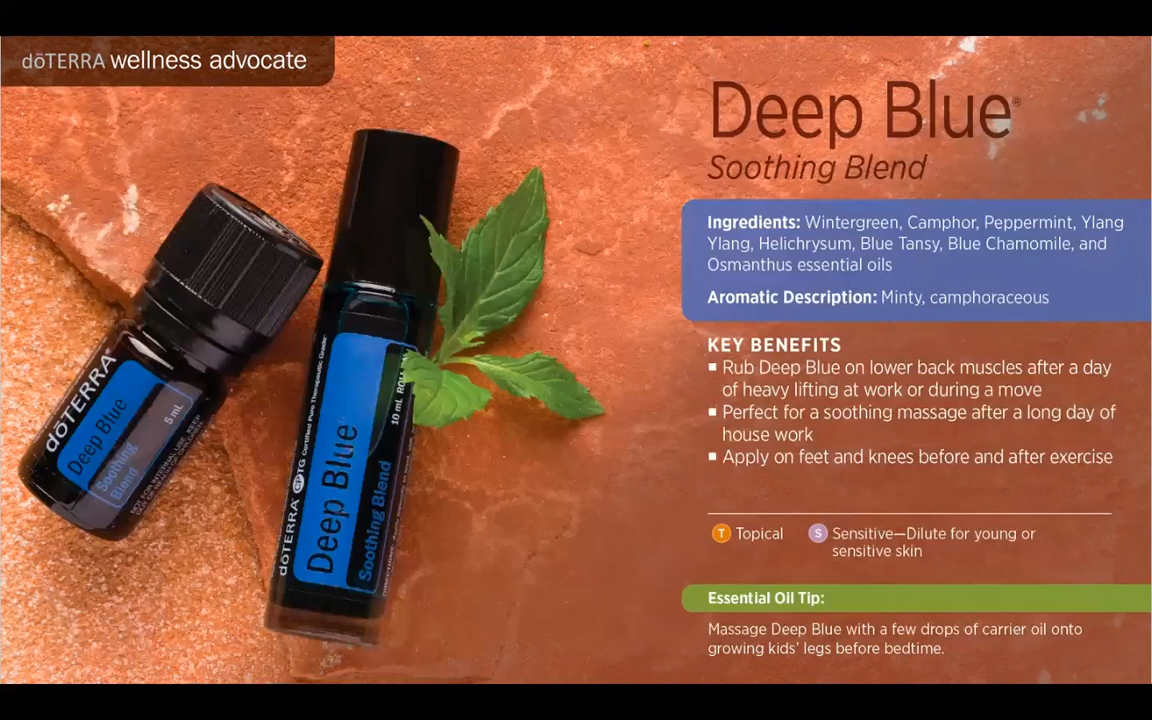 dōTERRA wellness advocate
Deep Blue®
Soothing Blend
Ingredients: Wintergreen, Camphor, Peppermint, Ylang
Ylang, Helichrysum, Blue Tansy, Blue Chamomile, and
Osmanthus essential oils
Aromatic Description: Minty, camphoraceous
KEY BENEFITS
▪ Rub Deep Blue on lower back muscles after a day
of heavy lifting at work or during a move
▪ Perfect for a soothing massage after a long day of
house work
▪ Apply on feet and knees before and after exercise
T Topical
S Sensitive—Dilute for young or
sensitive skin
Essential Oil Tip:
Massage Deep Blue with a few drops of carrier oil onto
growing kids' legs before bedtime.
dōTERRA
Deep Blue
Soothing
Blend
5 mL
dōTERRA CPTG Certified Pure Therapeutic Grade
Deep Blue
Soothing Blend
10 mL